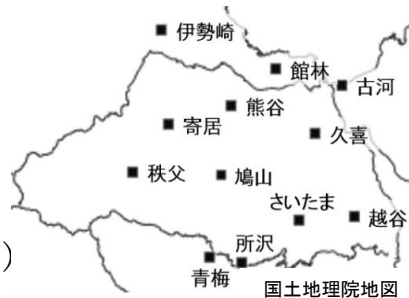 伊勢崎
館林
古河
熊谷
寄居
久喜
秩父
鳩山
さいたま
越谷
所沢
青梅
)
国土地理院地図